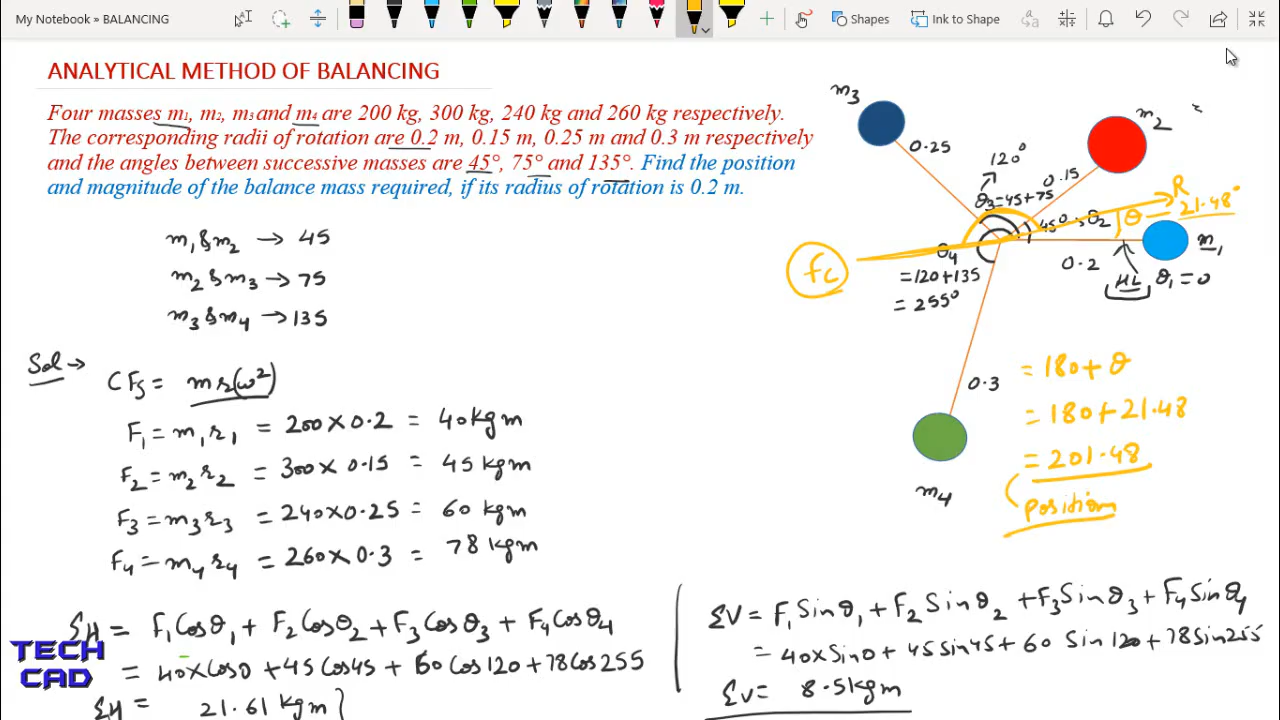 My Notebook » BALANCING
Shapes
Ink to Shape
ANALYTICAL METHOD OF BALANCING
Four masses m₁, m₂, m₃ and m₄ are 200 kg, 300 kg, 240 kg and 260 kg respectively.
The corresponding radii of rotation are 0.2 m, 0.15 m, 0.25 m and 0.3 m respectively
and the angles between successive masses are 45°, 75° and 135°. Find the position
and magnitude of the balance mass required, if its radius of rotation is 0.2 m.
m₁ & m₂ → 45
m₂ & m₃ → 75
m₃ & m₄ → 135
Sol →
CFs = mr(ω²)
F₁ = m₁r₁ = 200 × 0.2 = 40 kgm
F₂ = m₂r₂ = 300 × 0.15 = 45 kgm
F₃ = m₃r₃ = 240 × 0.25 = 60 kgm
F₄ = m₄r₄ = 260 × 0.3 = 78 kgm
ΣH = F₁Cosθ₁ + F₂Cosθ₂ + F₃Cosθ₃ + F₄Cosθ₄
= 40×Cos0 + 45Cos45 + 60Cos120 + 78Cos255
ΣH = 21.61 kgm
TECH
CAD
m₃
m₂
0.25
120°
0.15
θ₃=45+75
R
21.48°
45° ; θ₂
θ
m₁
fc
θ₄
=120+135
=255°
0.2
HL
θ₁=0
0.3
m₄
= 180+θ
= 180+21.48
= 201.48
position
ΣV = F₁Sinθ₁ + F₂Sinθ₂ + F₃Sinθ₃ + F₄Sinθ₄
= 40×Sin0 + 45Sin45 + 60 Sin120 + 78Sin255
ΣV = 8.5kgm